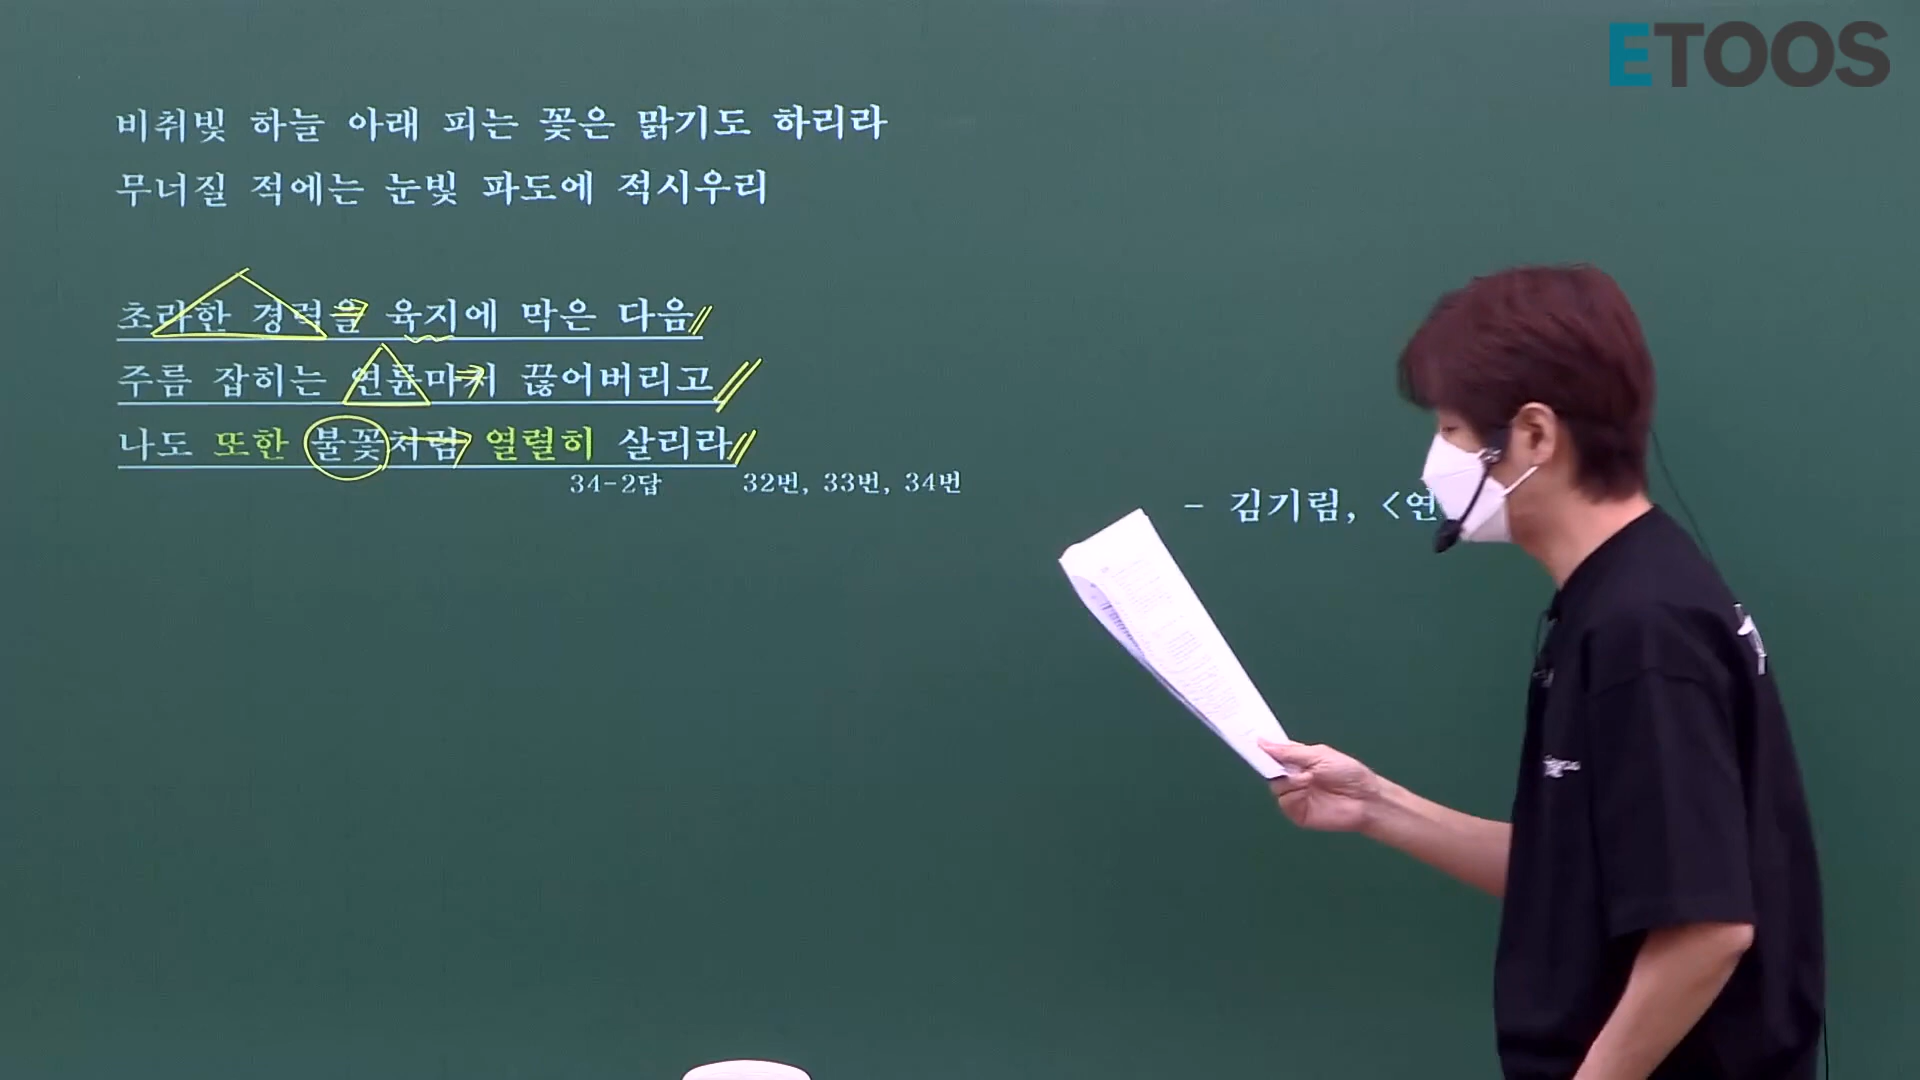 ETOOS
비취빛 하늘 아래 피는 꽃은 맑기도 하리라
무너질 적에는 눈빛 파도에 적시우리
초라한 경력을 육지에 막은 다음
주름 잡히는 연륜마저 끊어버리고
나도 또한 불꽃처럼 열렬히 살리라
34-2답 32번, 33번, 34번
- 김기림, <연